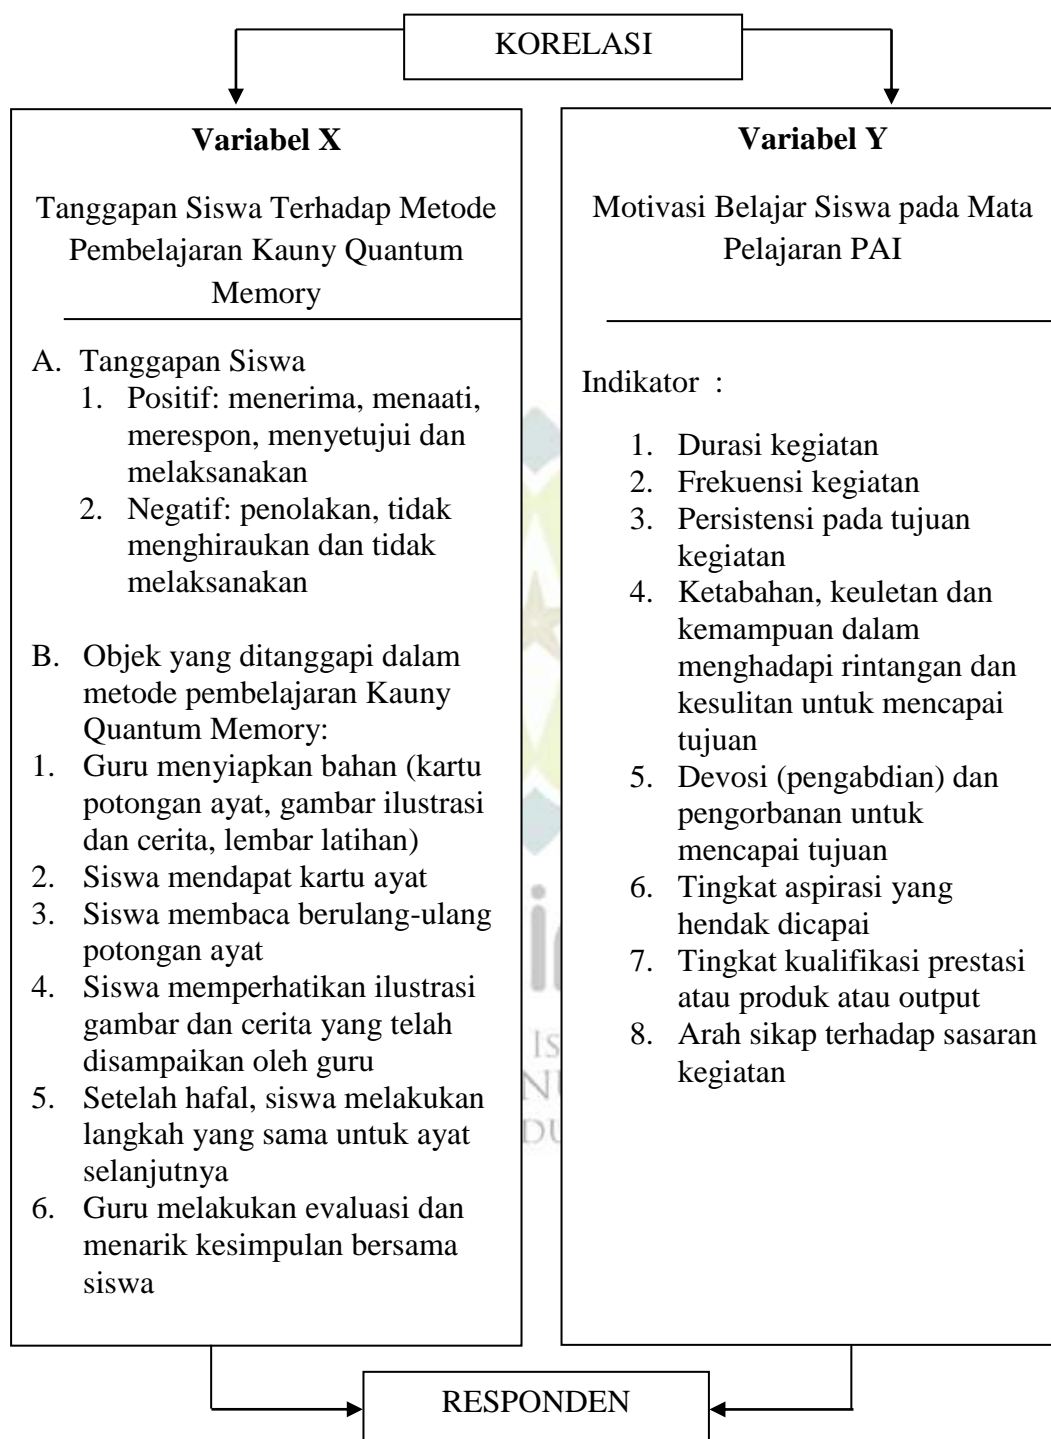 KORELASI
Variabel X
Tanggapan Siswa Terhadap Metode
Pembelajaran Kauny Quantum
Memory
A. Tanggapan Siswa
1. Positif: menerima, menaati,
merespon, menyetujui dan
melaksanakan
2. Negatif: penolakan, tidak
menghiraukan dan tidak
melaksanakan
B. Objek yang ditanggapi dalam
metode pembelajaran Kauny
Quantum Memory:
1. Guru menyiapkan bahan (kartu
potongan ayat, gambar ilustrasi
dan cerita, lembar latihan)
2. Siswa mendapat kartu ayat
3. Siswa membaca berulang-ulang
potongan ayat
4. Siswa memperhatikan ilustrasi
gambar dan cerita yang telah
disampaikan oleh guru
5. Setelah hafal, siswa melakukan
langkah yang sama untuk ayat
selanjutnya
6. Guru melakukan evaluasi dan
menarik kesimpulan bersama
siswa
Variabel Y
Motivasi Belajar Siswa pada Mata
Pelajaran PAI
Indikator :
1. Durasi kegiatan
2. Frekuensi kegiatan
3. Persistensi pada tujuan
kegiatan
4. Ketabahan, keuletan dan
kemampuan dalam
menghadapi rintangan dan
kesulitan untuk mencapai
tujuan
5. Devosi (pengabdian) dan
pengorbanan untuk
mencapai tujuan
6. Tingkat aspirasi yang
hendak dicapai
7. Tingkat kualifikasi prestasi
atau produk atau output
8. Arah sikap terhadap sasaran
kegiatan
RESPONDEN